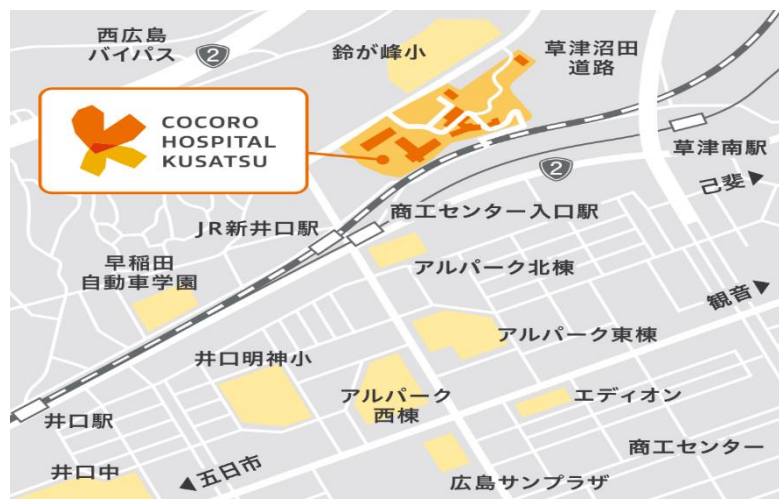 西広島
バイパス
2
鈴が峰小
草津沼田
道路
COCORO
HOSPITAL
KUSATSU
草津南駅
2
己斐▶
商工センター入口駅
JR新井口駅
早稲田
自動車学園
アルパーク北棟
観音▶
アルパーク東棟
井口明神小
アルパーク
西棟
エディオン
井口駅
商工センター
井口中
◀五日市
広島サンプラザ